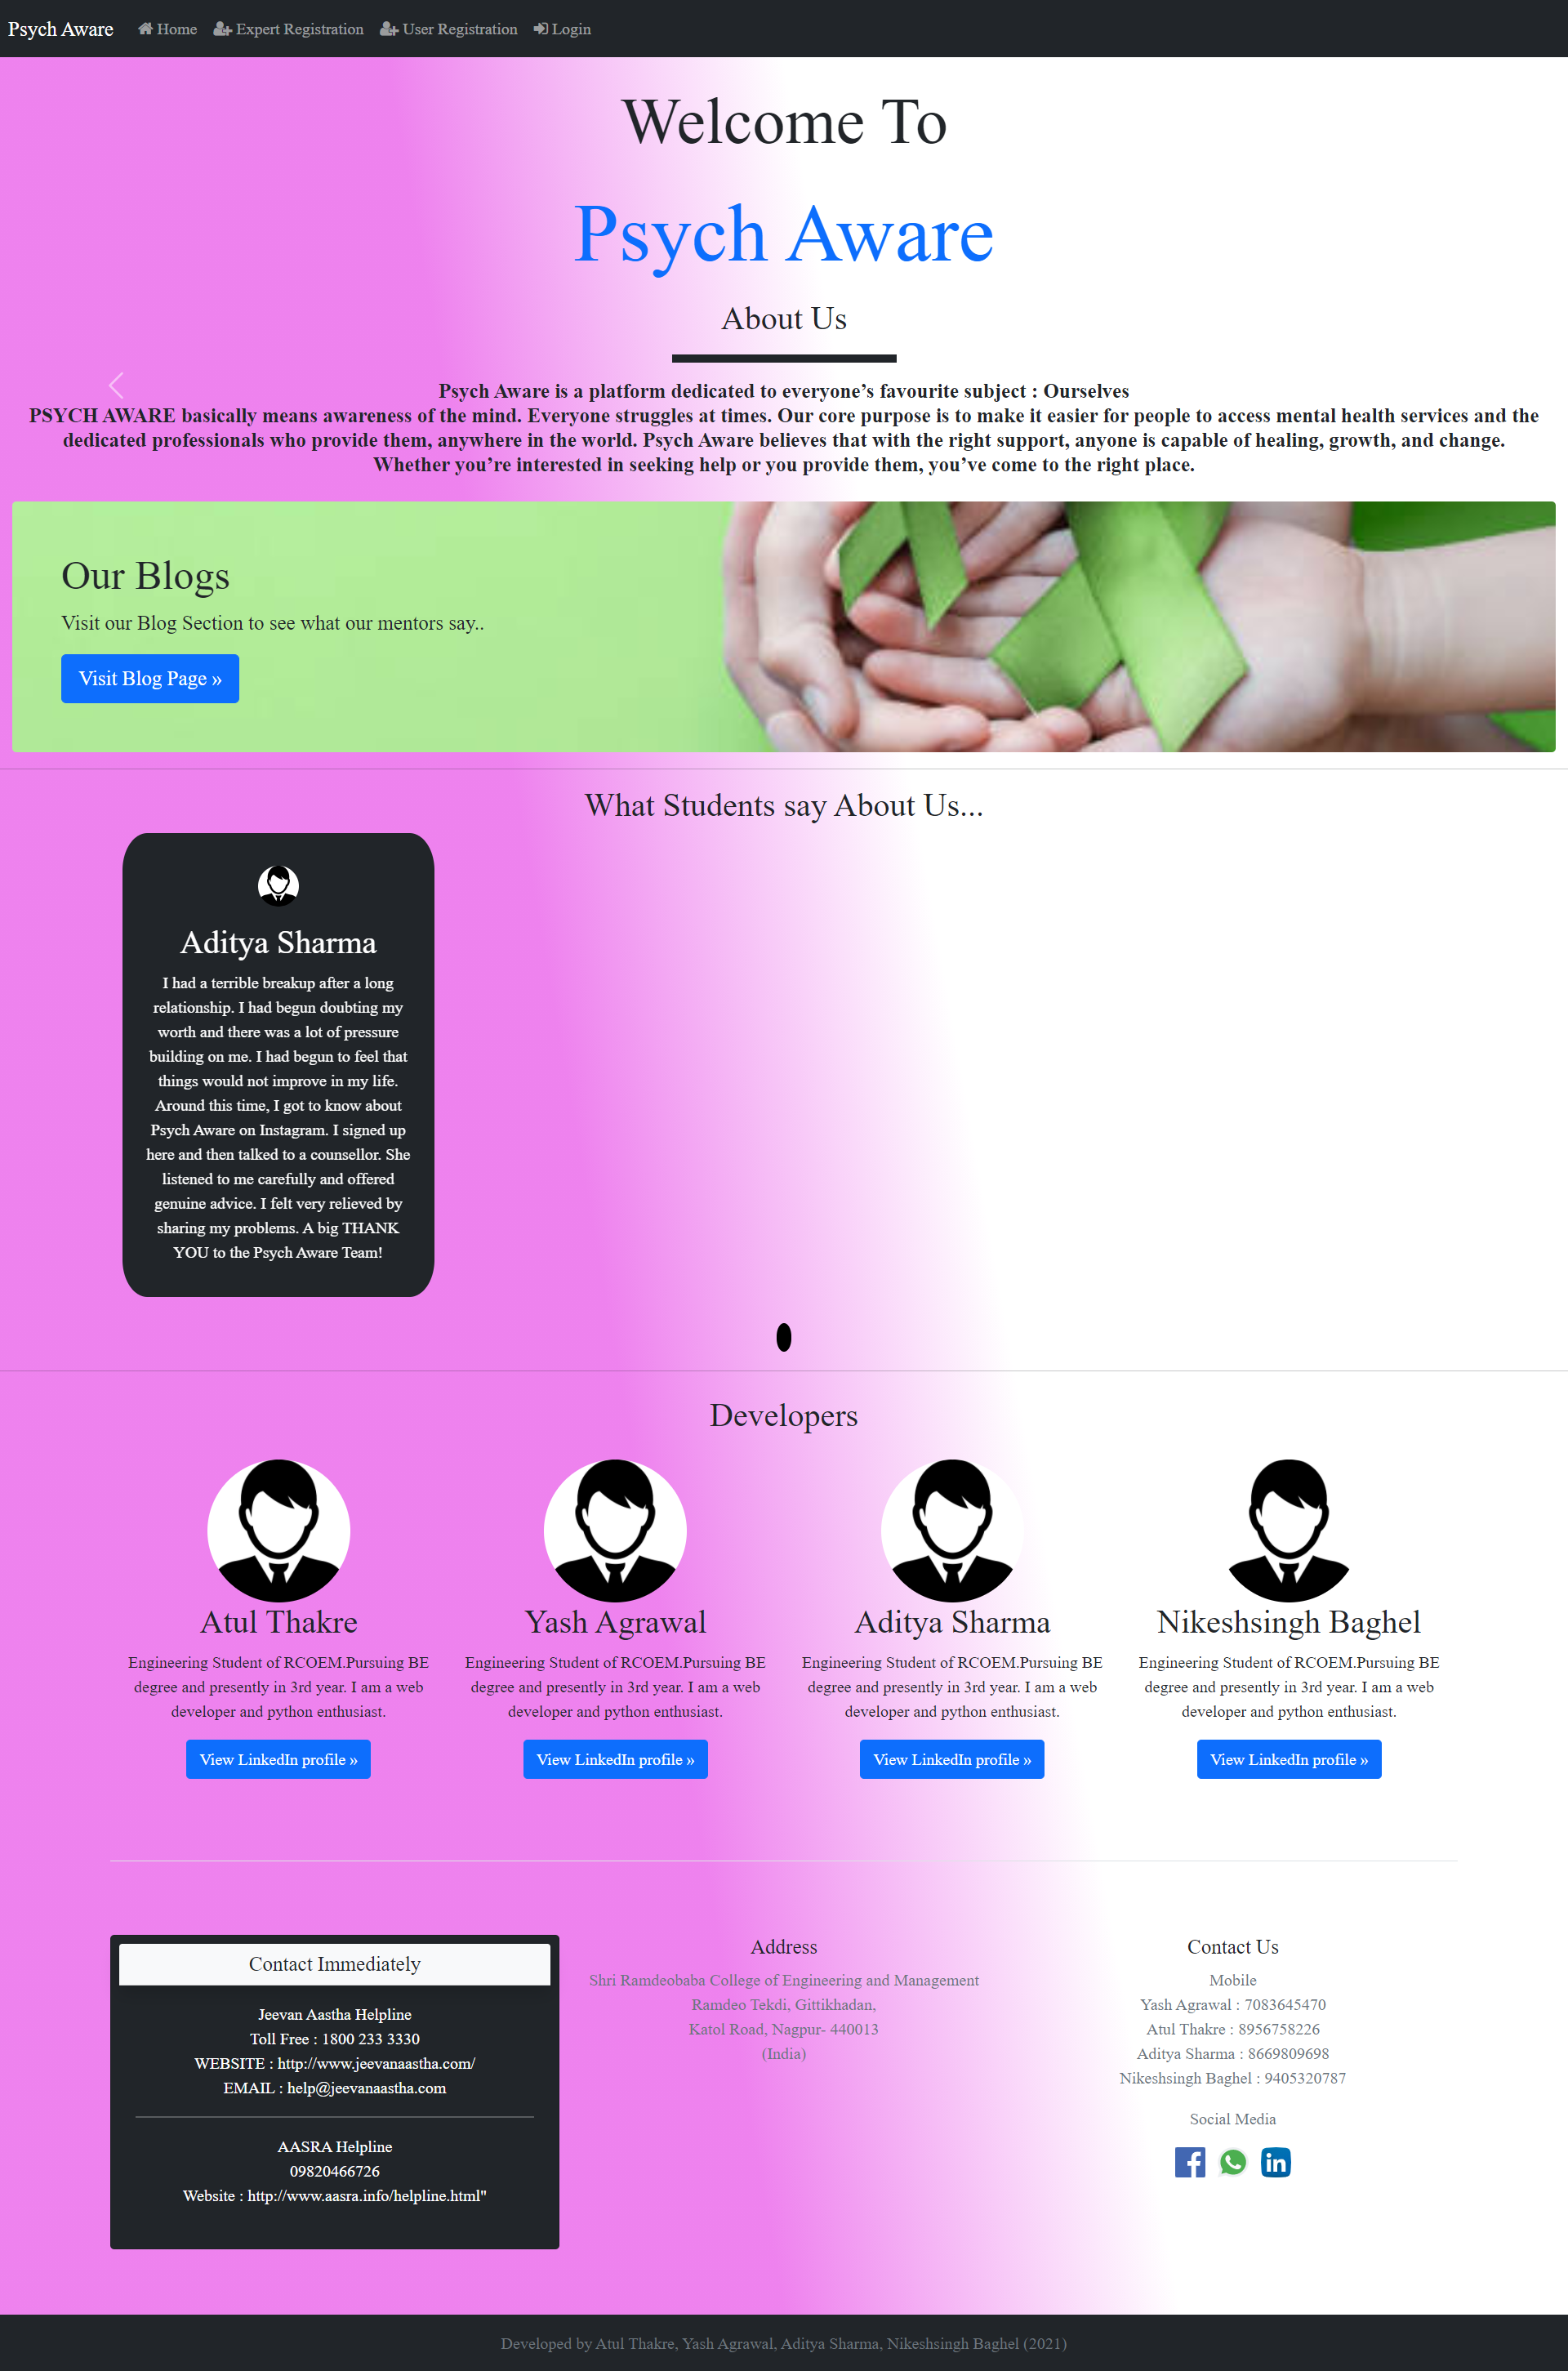 Psych Aware
Home
Expert Registration
User Registration
Login
Welcome To
Psych Aware
About Us
Psych Aware is a platform dedicated to everyone’s favourite subject : Ourselves
PSYCH AWARE basically means awareness of the mind. Everyone struggles at times. Our core purpose is to make it easier for people to access mental health services and the
dedicated professionals who provide them, anywhere in the world. Psych Aware believes that with the right support, anyone is capable of healing, growth, and change.
Whether you’re interested in seeking help or you provide them, you’ve come to the right place.
Our Blogs
Visit our Blog Section to see what our mentors say..
Visit Blog Page »
What Students say About Us...
Aditya Sharma
I had a terrible breakup after a long
relationship. I had begun doubting my
worth and there was a lot of pressure
building on me. I had begun to feel that
things would not improve in my life.
Around this time, I got to know about
Psych Aware on Instagram. I signed up
here and then talked to a counsellor. She
listened to me carefully and offered
genuine advice. I felt very relieved by
sharing my problems. A big THANK
YOU to the Psych Aware Team!
Developers
Atul Thakre
Engineering Student of RCOEM.Pursuing BE
degree and presently in 3rd year. I am a web
developer and python enthusiast.
View LinkedIn profile »
Yash Agrawal
Engineering Student of RCOEM.Pursuing BE
degree and presently in 3rd year. I am a web
developer and python enthusiast.
View LinkedIn profile »
Aditya Sharma
Engineering Student of RCOEM.Pursuing BE
degree and presently in 3rd year. I am a web
developer and python enthusiast.
View LinkedIn profile »
Nikeshsingh Baghel
Engineering Student of RCOEM.Pursuing BE
degree and presently in 3rd year. I am a web
developer and python enthusiast.
View LinkedIn profile »
Contact Immediately
Jeevan Aastha Helpline
Toll Free : 1800 233 3330
WEBSITE : http://www.jeevanaastha.com/
EMAIL : help@jeevanaastha.com
AASRA Helpline
09820466726
Website : http://www.aasra.info/helpline.html"
Address
Shri Ramdeobaba College of Engineering and Management
Ramdeo Tekdi, Gittikhadan,
Katol Road, Nagpur- 440013
(India)
Contact Us
Mobile
Yash Agrawal : 7083645470
Atul Thakre : 8956758226
Aditya Sharma : 8669809698
Nikeshsingh Baghel : 9405320787
Social Media
Developed by Atul Thakre, Yash Agrawal, Aditya Sharma, Nikeshsingh Baghel (2021)